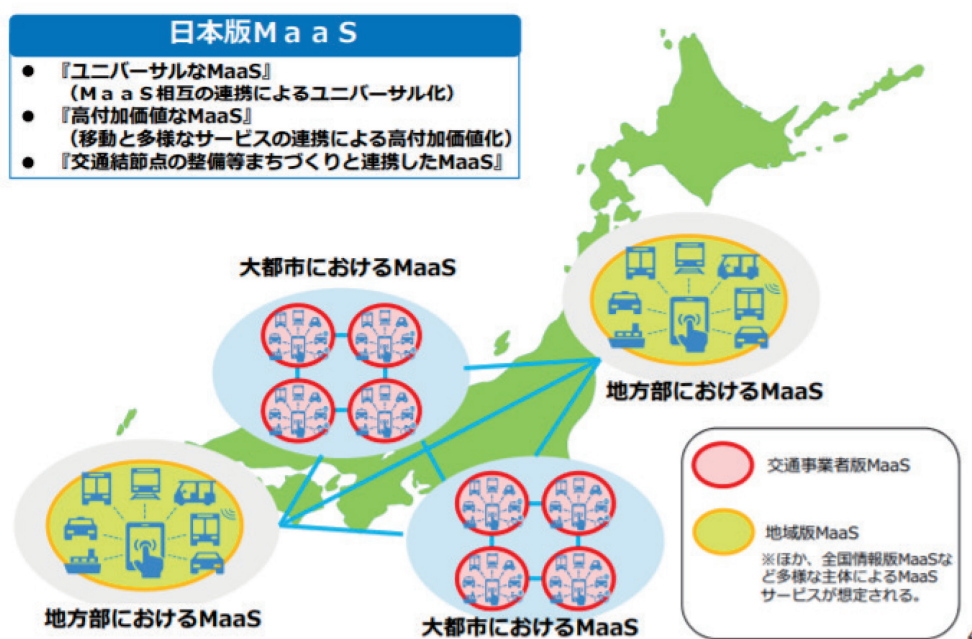 日本版ＭａａＳ
● 『ユニバーサルなMaaS』
（ＭａａＳ相互の連携によるユニバーサル化）
● 『高付加価値なMaaS』
（移動と多様なサービスの連携による高付加価値化）
● 『交通結節点の整備等まちづくりと連携したMaaS』
大都市におけるMaaS
地方部におけるMaaS
地方部におけるMaaS
大都市におけるMaaS
交通事業者版MaaS
地域版MaaS
※ほか、全国情報版MaaSな
ど多様な主体によるMaaS
サービスが想定される。